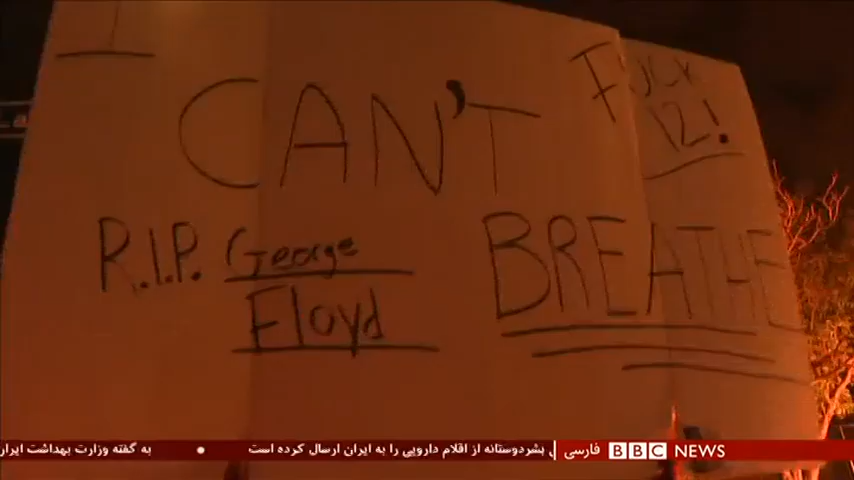 I
CAN'T
FUCK
12!
R.I.P. George
Floyd
BREATHE
بشردوستانه از اقلام دارویی را به ایران ارسال کرده است • به گفته وزارت بهداشت ایران
فارسی BBC NEWS